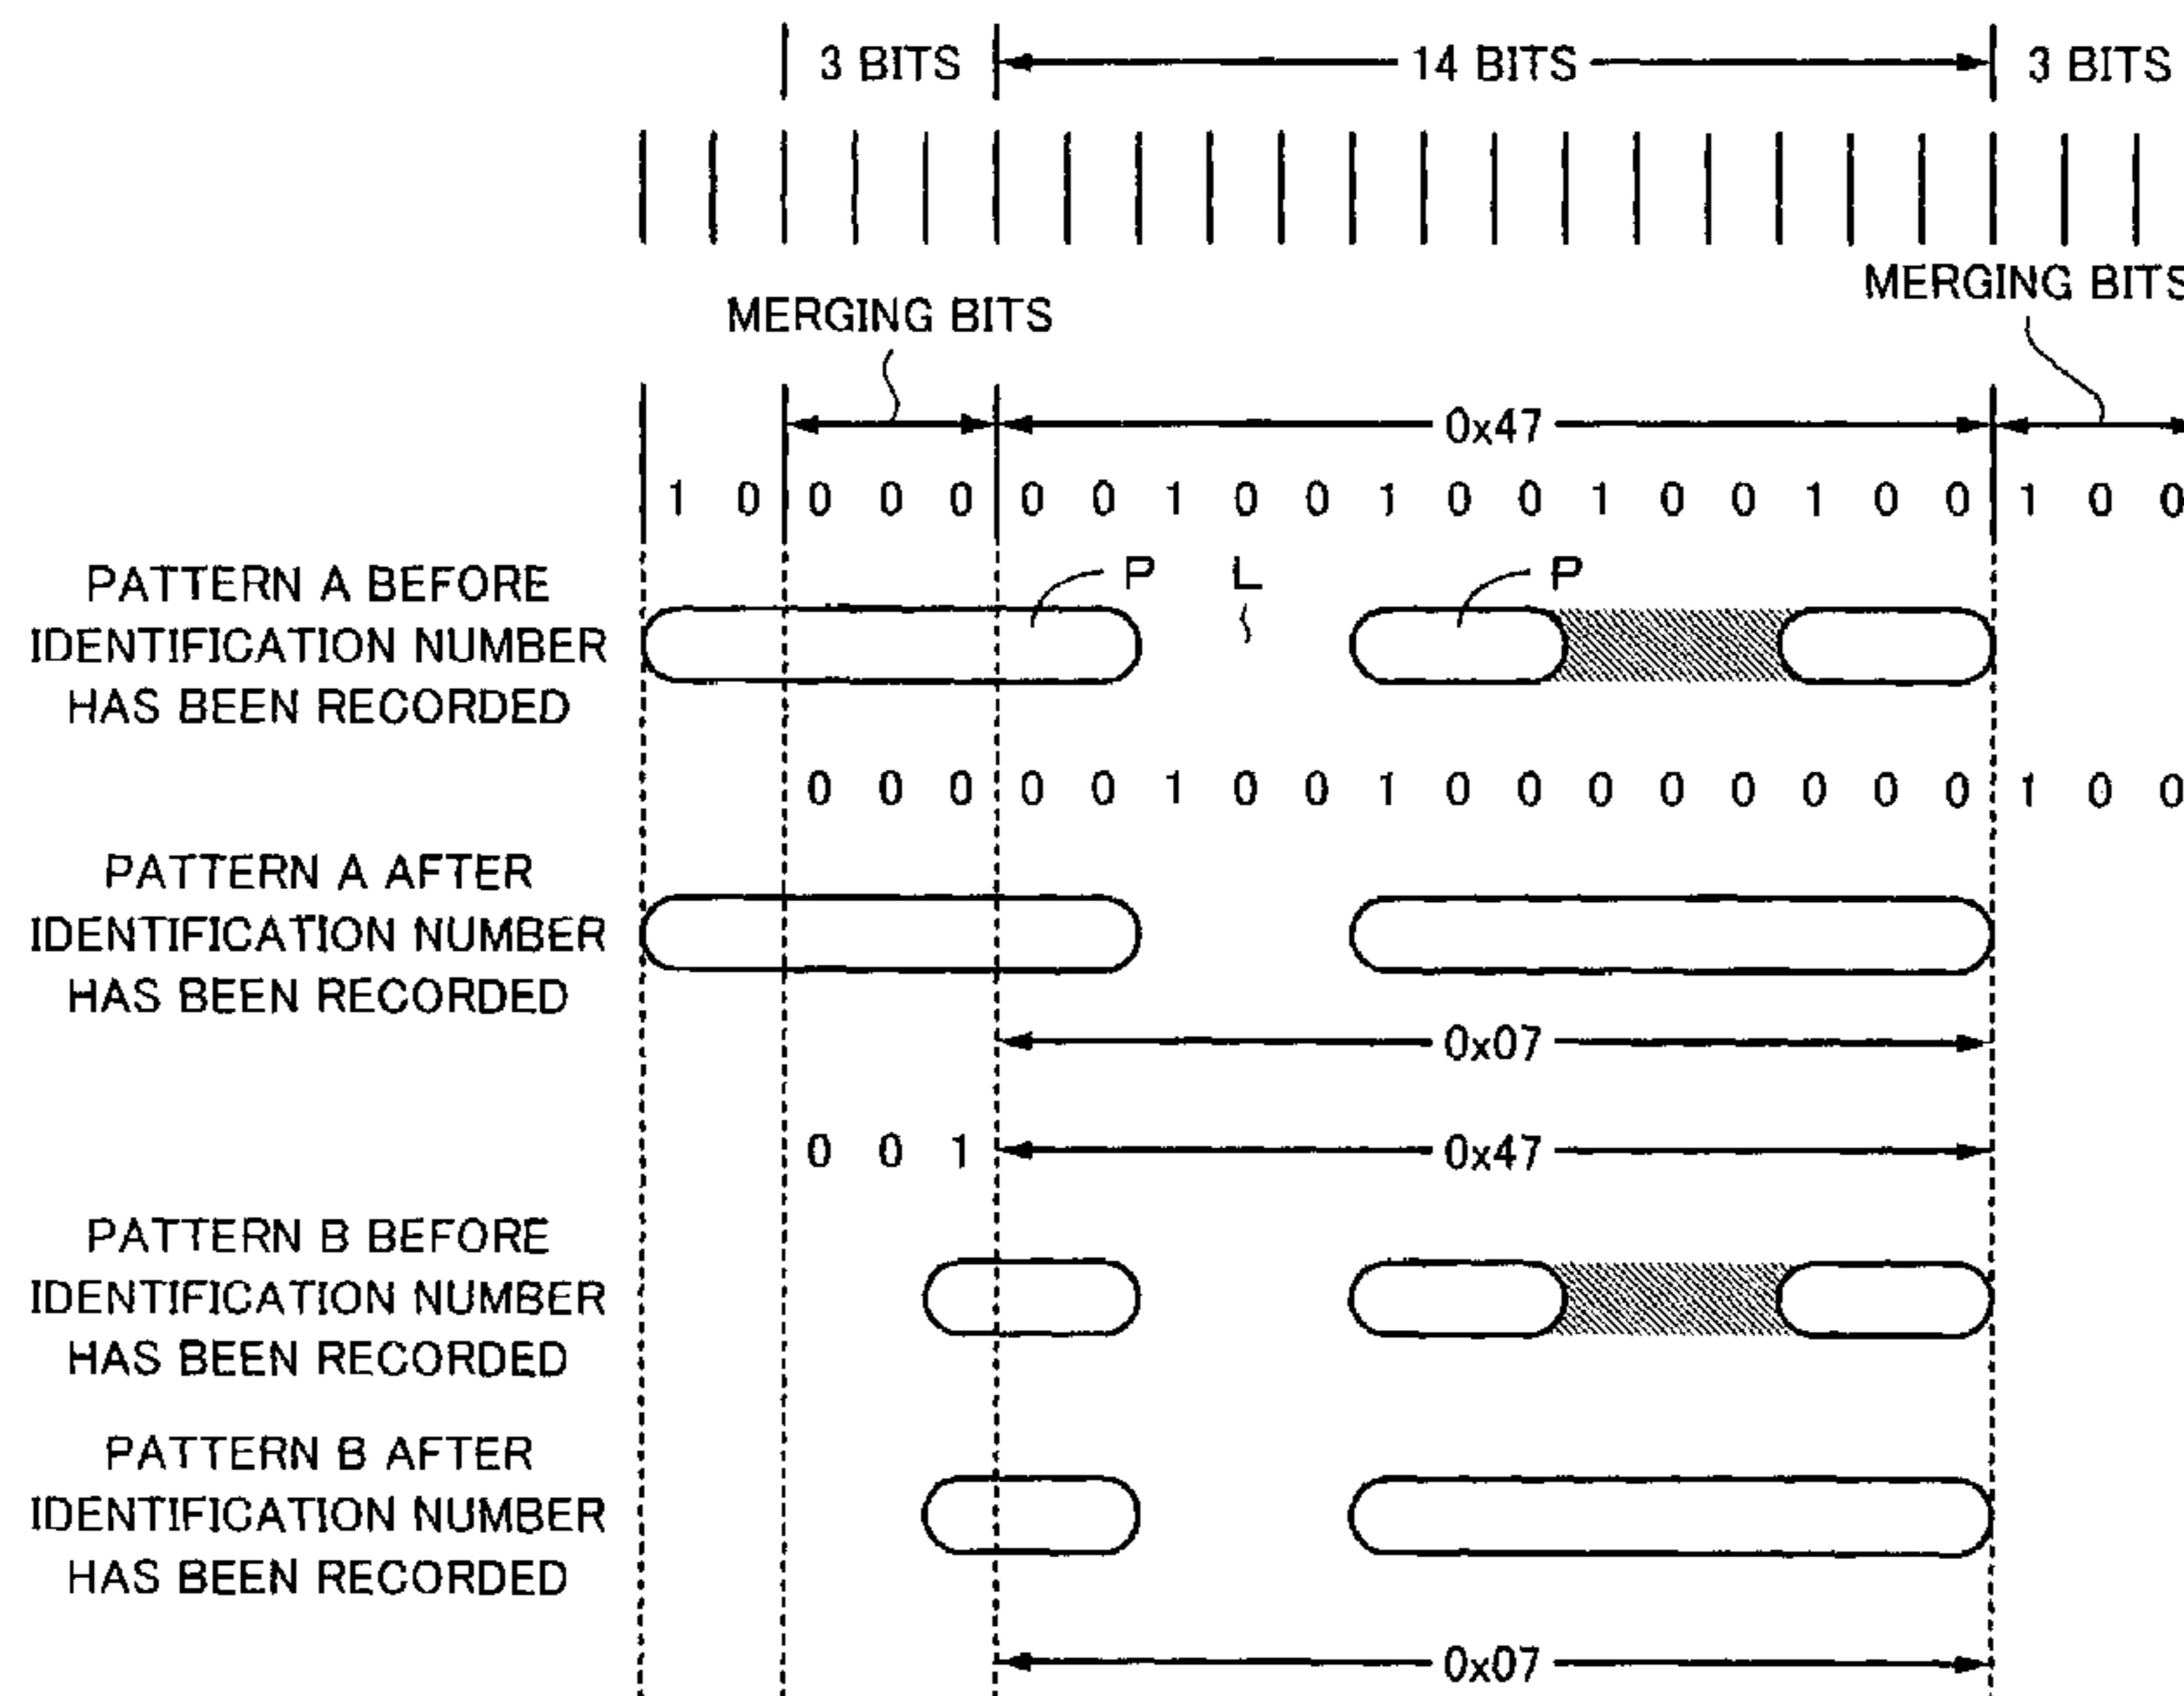 3 BITS 14 BITS 3 BITS
MERGING BITS
MERGING BITS
0x47
1 0 0 0 0 0 0 1 0 0 1 0 0 1 0 0 1 0 0 1 0 0
P L P
PATTERN A BEFORE
IDENTIFICATION NUMBER
HAS BEEN RECORDED
0 0 0 0 0 1 0 0 1 0 0 0 0 0 0 0 0 1 0 0
PATTERN A AFTER
IDENTIFICATION NUMBER
HAS BEEN RECORDED
0x07
0 0 1 0x47
PATTERN B BEFORE
IDENTIFICATION NUMBER
HAS BEEN RECORDED
PATTERN B AFTER
IDENTIFICATION NUMBER
HAS BEEN RECORDED
0x07